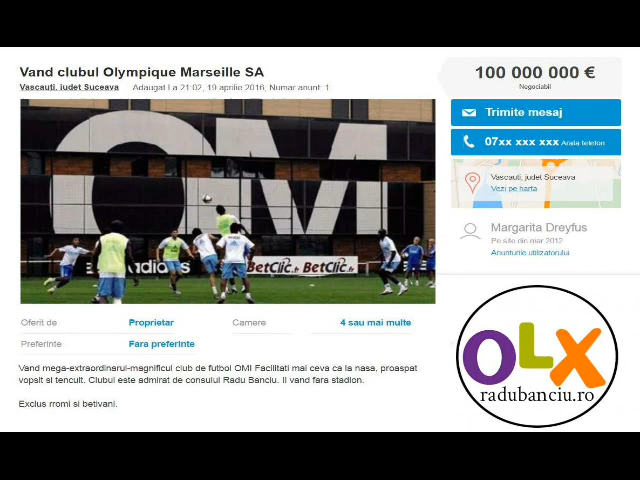 Vand clubul Olympique Marseille SA
Vascauti, judet Suceava Adaugat La 21:02, 19 aprilie 2016, Numar anunt: 1
100 000 000 €
Negociabil
Trimite mesaj
07xx xxx xxx Arata telefon
Vascauti, judet Suceava
Vezi pe harta
Margarita Dreyfus
Pe site din mar 2012
Anunturile utilizatorului
OM
adidas
BetClic.fr BetClic.fr
Oferit de Proprietar Camere 4 sau mai multe
Preferinte Fara preferinte
Vand mega-extraordinarul-magnificul club de futbol OM! Facilitati mai ceva ca la nasa, proaspat
vopsit si tencuit. Clubul este admirat de consulul Radu Banciu. Il vand fara stadion.
Exclus rromi si betivani.
OLX
radubanciu.ro